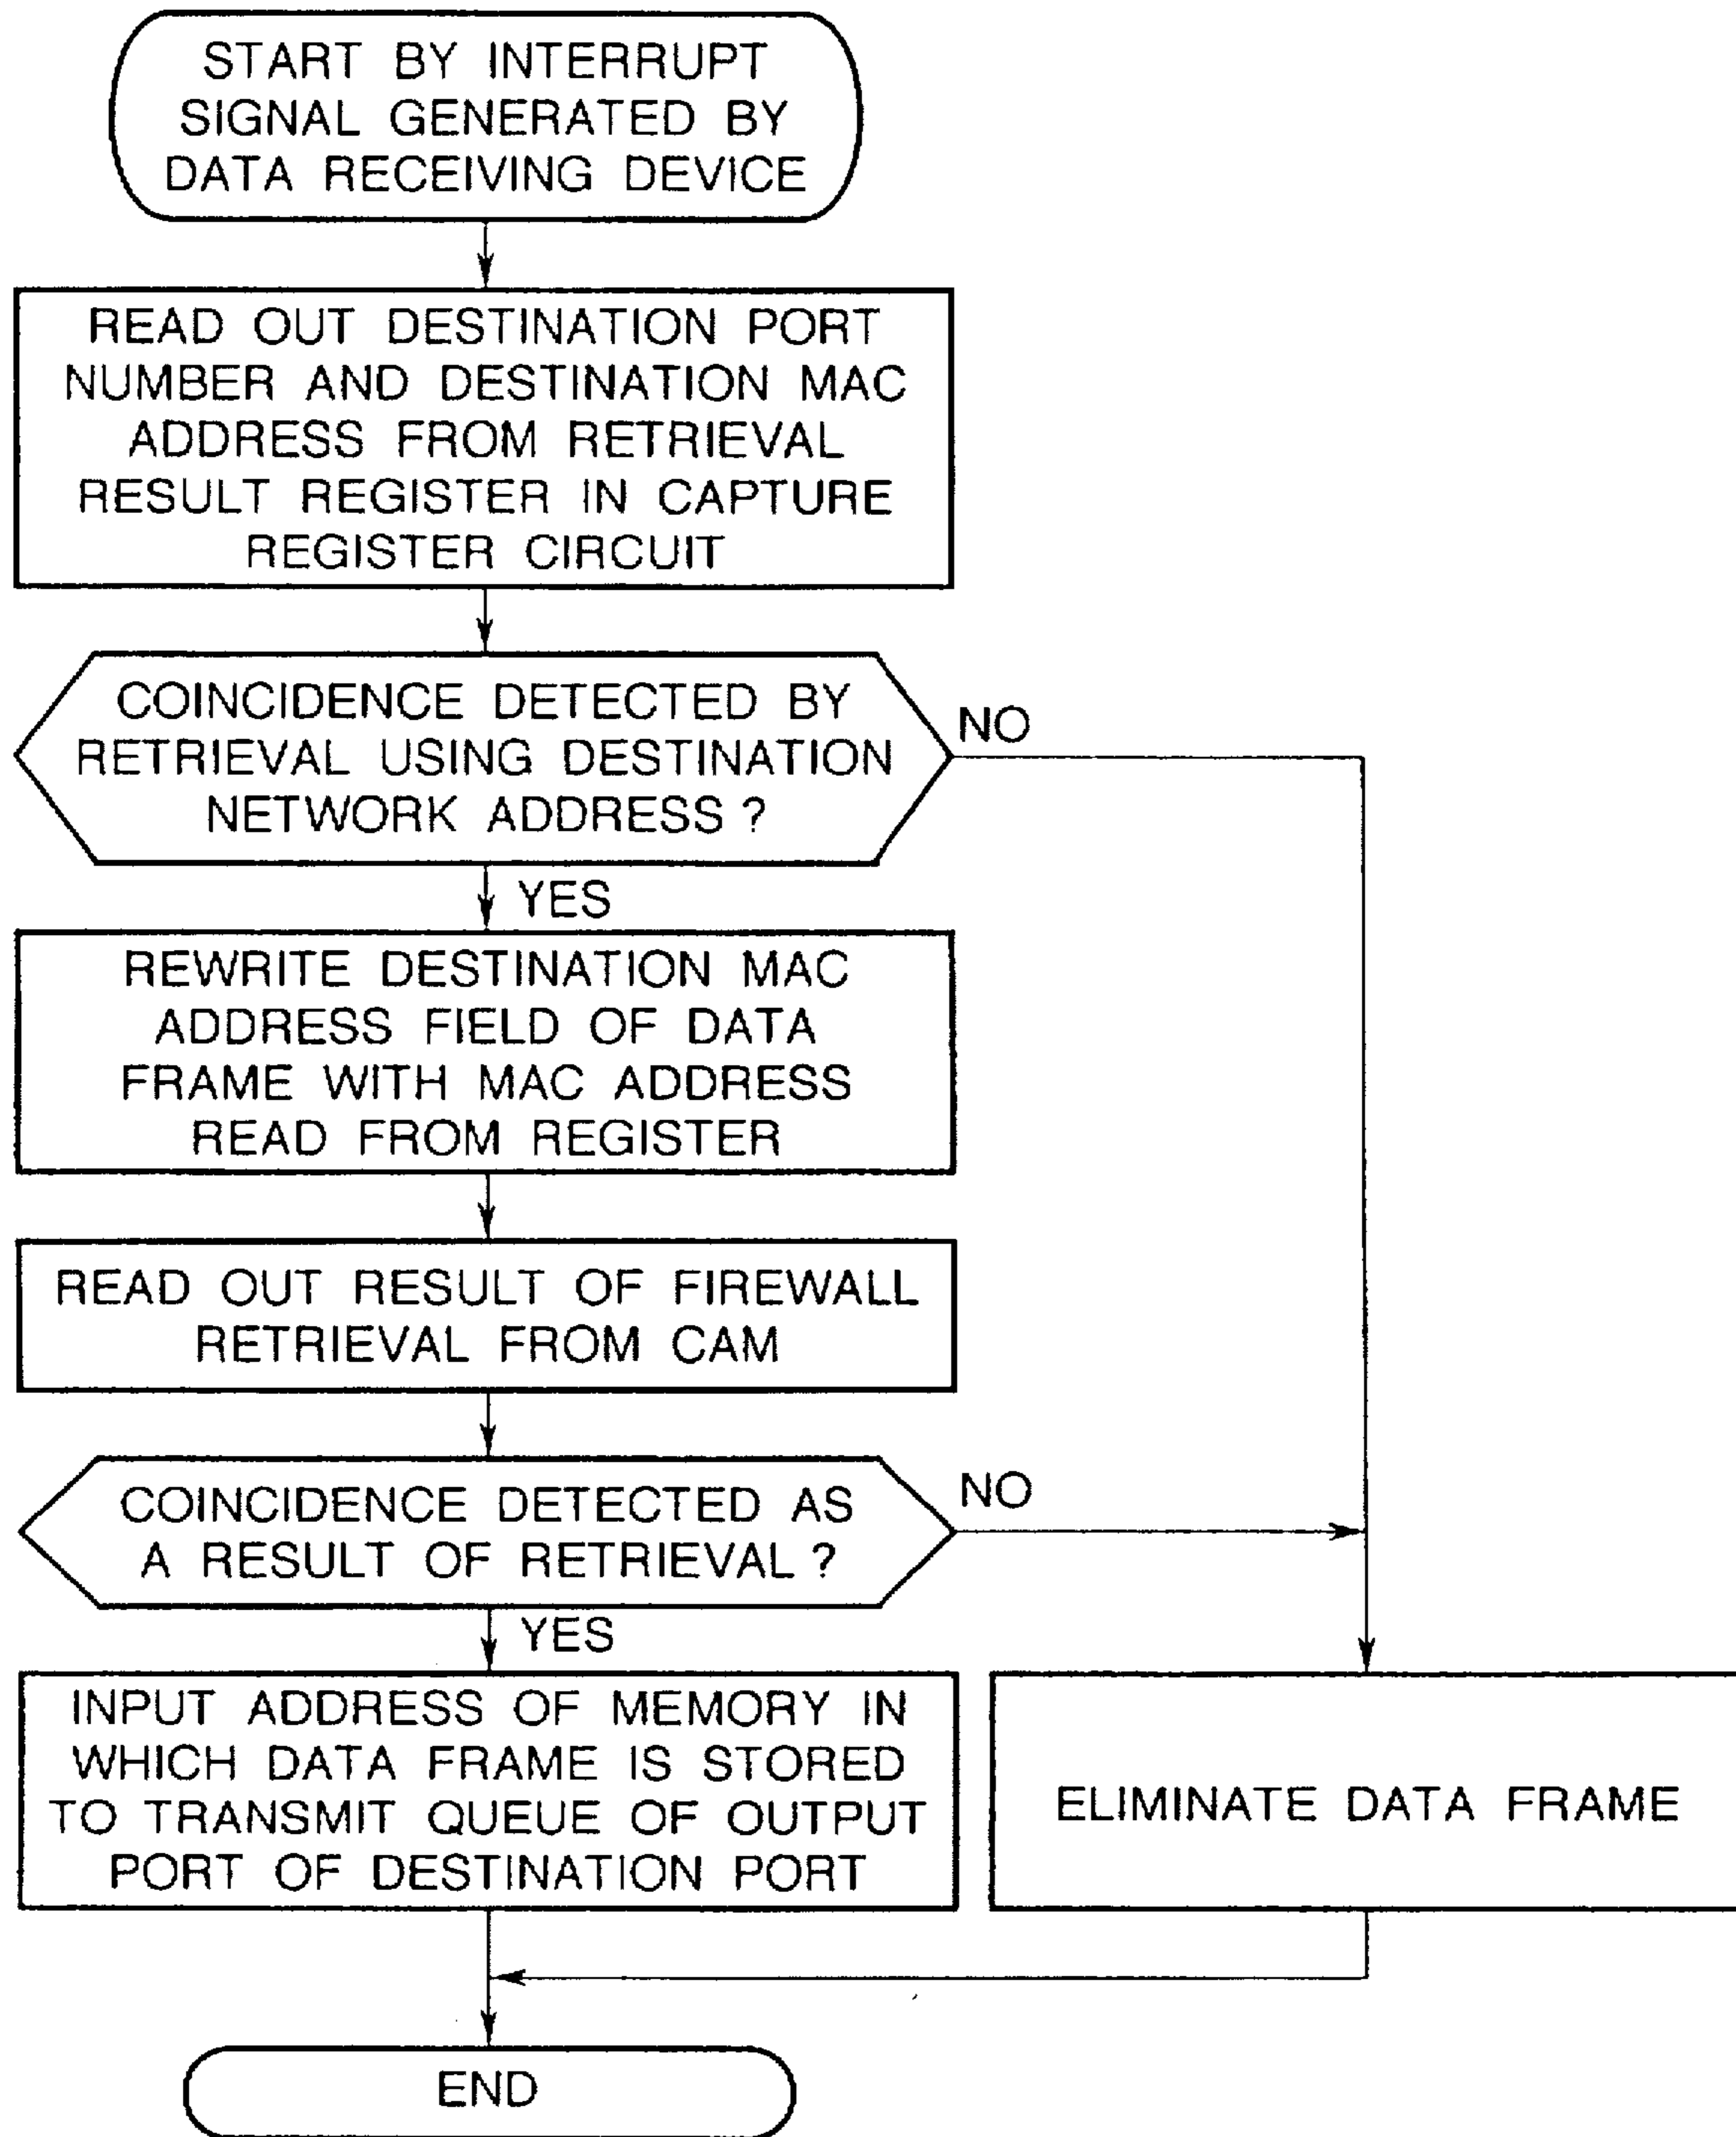 START BY INTERRUPT
SIGNAL GENERATED BY
DATA RECEIVING DEVICE
READ OUT DESTINATION PORT
NUMBER AND DESTINATION MAC
ADDRESS FROM RETRIEVAL
RESULT REGISTER IN CAPTURE
REGISTER CIRCUIT
COINCIDENCE DETECTED BY
RETRIEVAL USING DESTINATION
NETWORK ADDRESS ?
NO
YES
REWRITE DESTINATION MAC
ADDRESS FIELD OF DATA
FRAME WITH MAC ADDRESS
READ FROM REGISTER
READ OUT RESULT OF FIREWALL
RETRIEVAL FROM CAM
COINCIDENCE DETECTED AS
A RESULT OF RETRIEVAL ?
NO
YES
INPUT ADDRESS OF MEMORY IN
WHICH DATA FRAME IS STORED
TO TRANSMIT QUEUE OF OUTPUT
PORT OF DESTINATION PORT
ELIMINATE DATA FRAME
END